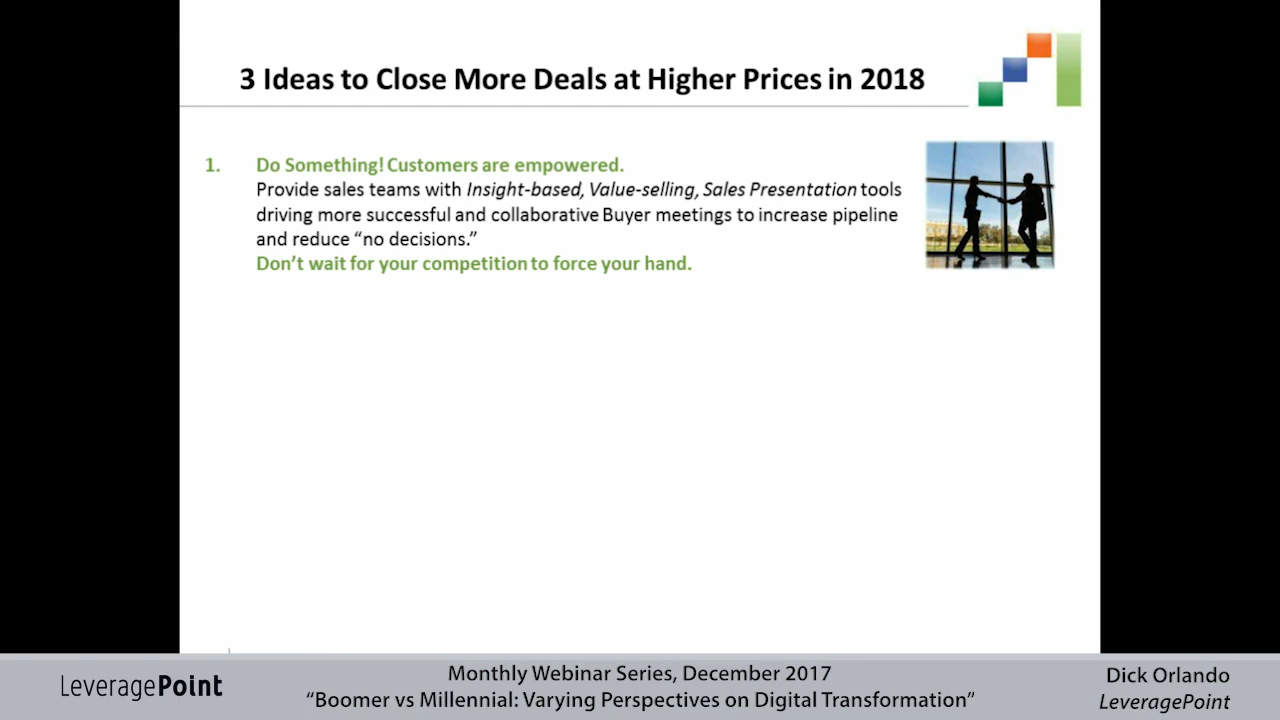 3 Ideas to Close More Deals at Higher Prices in 2018
1. Do Something! Customers are empowered.
Provide sales teams with Insight-based, Value-selling, Sales Presentation tools
driving more successful and collaborative Buyer meetings to increase pipeline
and reduce “no decisions.”
Don’t wait for your competition to force your hand.
LeveragePoint
Monthly Webinar Series, December 2017
“Boomer vs Millennial: Varying Perspectives on Digital Transformation”
Dick Orlando
LeveragePoint